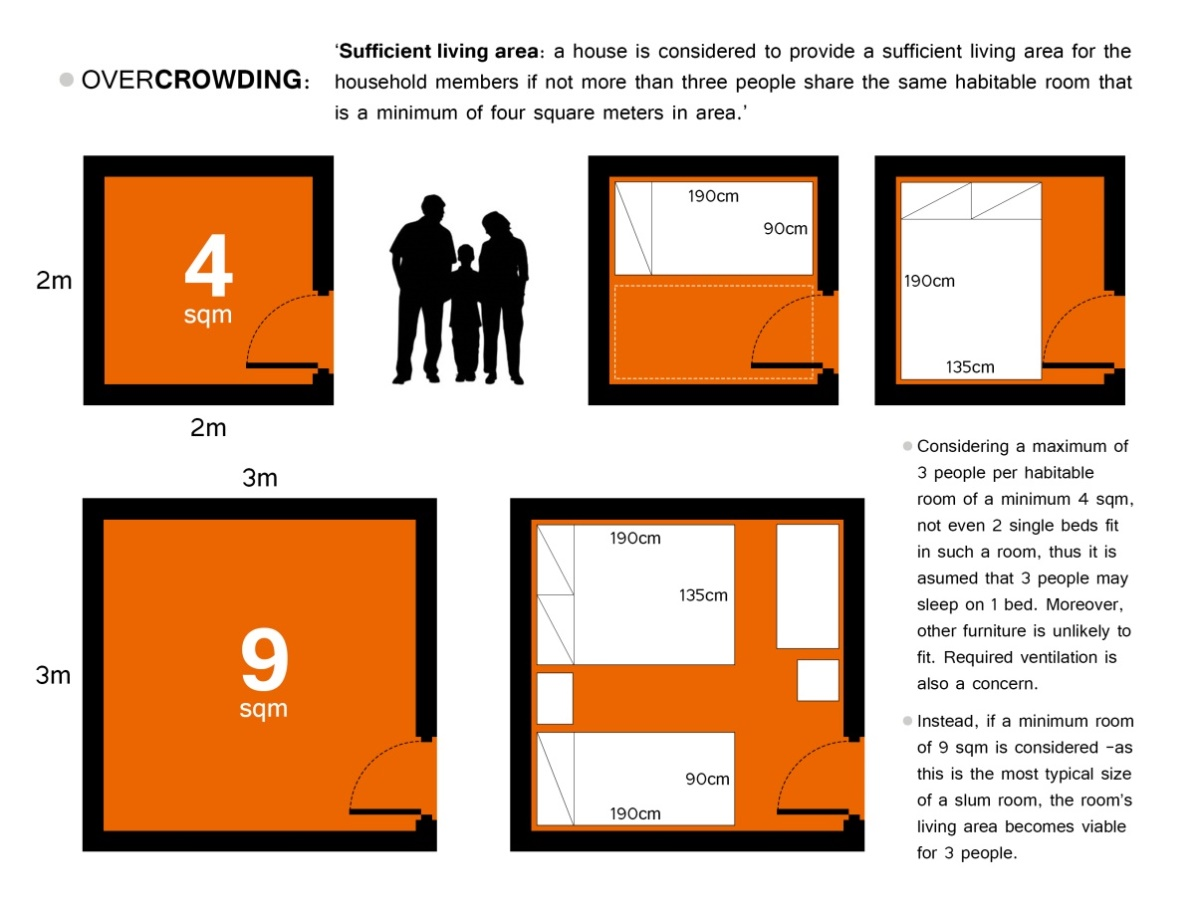 OVERCROWDING:
‘Sufficient living area: a house is considered to provide a sufficient living area for the
household members if not more than three people share the same habitable room that
is a minimum of four square meters in area.’
4
sqm
2m
2m
190cm
90cm
190cm
135cm
3m
9
sqm
3m
190cm
135cm
90cm
190cm
Considering a maximum of
3 people per habitable
room of a minimum 4 sqm,
not even 2 single beds fit
in such a room, thus it is
asumed that 3 people may
sleep on 1 bed. Moreover,
other furniture is unlikely to
fit. Required ventilation is
also a concern.
Instead, if a minimum room
of 9 sqm is considered -as
this is the most typical size
of a slum room, the room's
living area becomes viable
for 3 people.